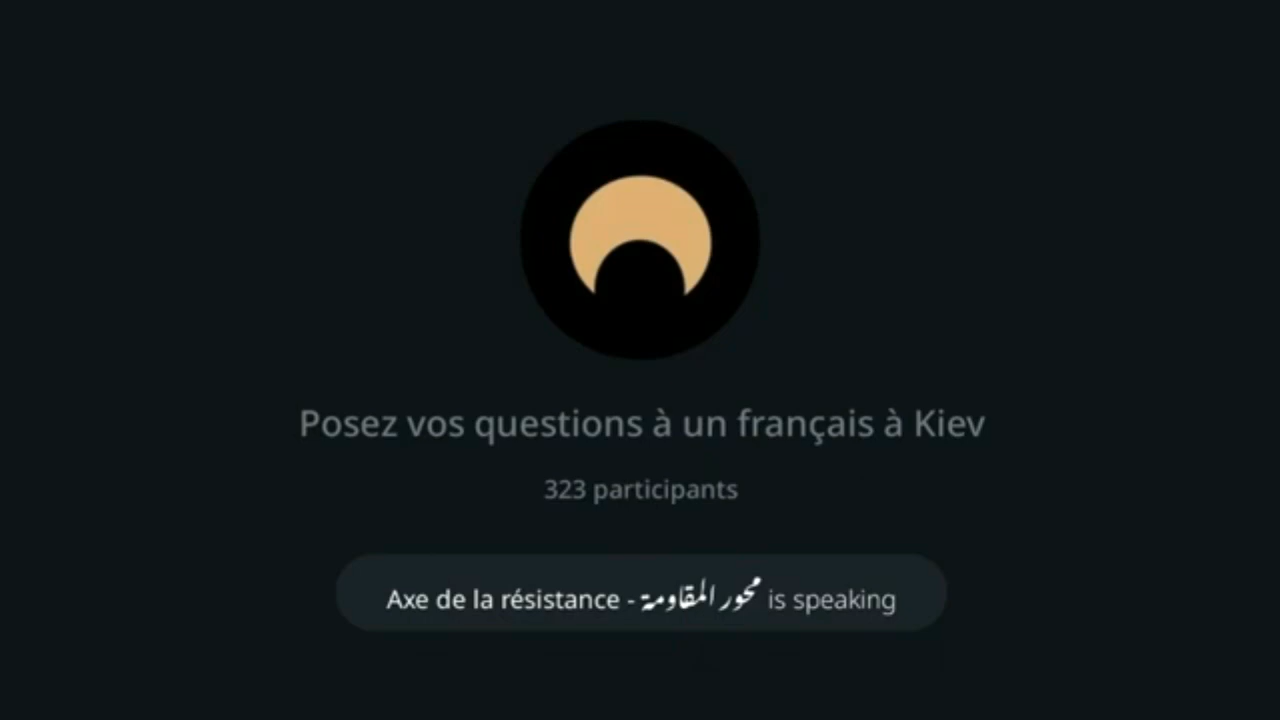 Posez vos questions à un français à Kiev
323 participants
Axe de la résistance - محور المقاومة is speaking